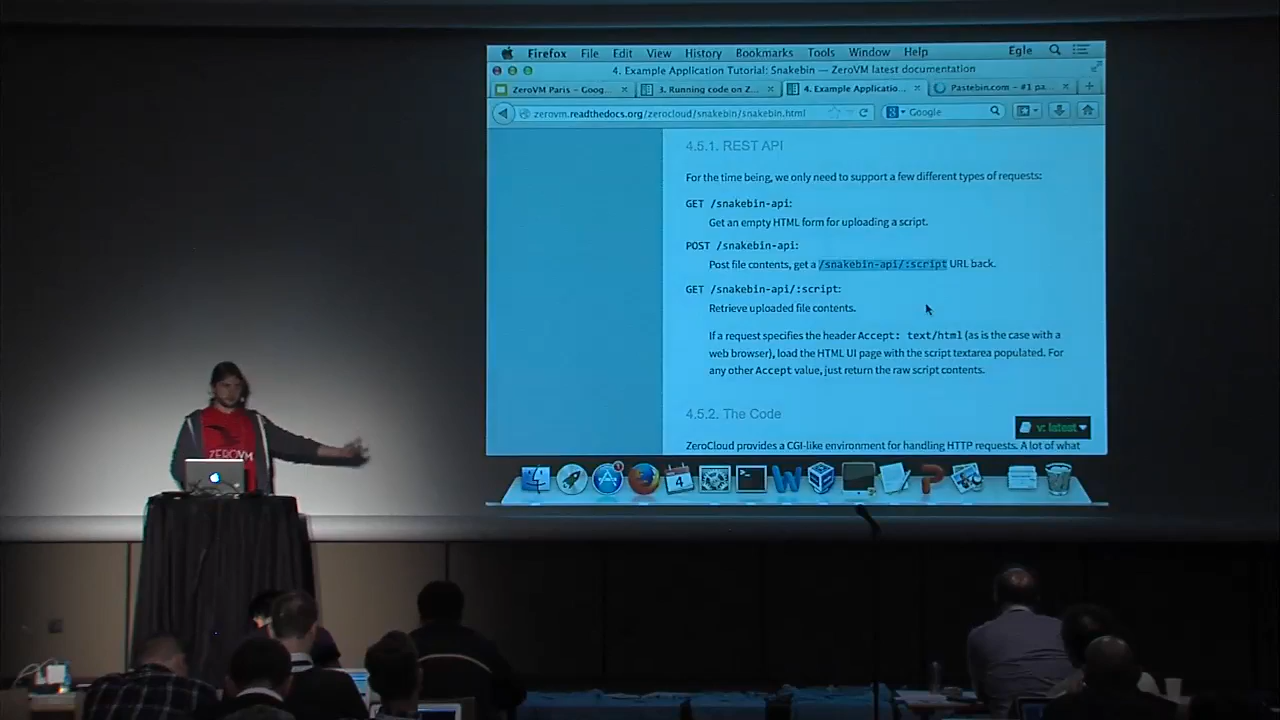 Firefox File Edit View History Bookmarks Tools Window Help Egle
4. Example Application Tutorial: Snakebin — ZeroVM latest documentation
ZeroVM Paris - Goog... × 3. Running code on Z... × 4. Example Applicatio... × Pastebin.com - #1 pa... × +
zerovm.readthedocs.org/zerocloud/snakebin/snakebin.html Google
4.5.1. REST API
For the time being, we only need to support a few different types of requests:
GET /snakebin-api:
Get an empty HTML form for uploading a script.
POST /snakebin-api:
Post file contents, get a /snakebin-api/:script URL back.
GET /snakebin-api/:script:
Retrieve uploaded file contents.
If a request specifies the header Accept: text/html (as is the case with a
web browser), load the HTML UI page with the script textarea populated. For
any other Accept value, just return the raw script contents.
4.5.2. The Code
v: latest
ZeroCloud provides a CGI-like environment for handling HTTP requests. A lot of what
4
ZEROVM